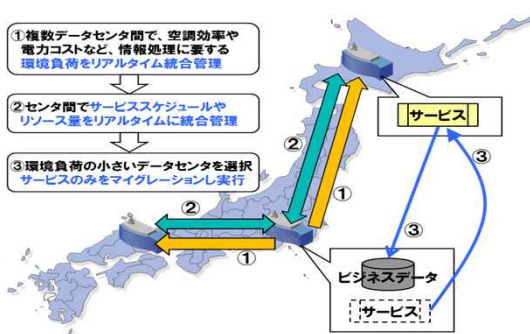 ①複数データセンタ間で、空調効率や
電力コストなど、情報処理に要する
環境負荷をリアルタイム統合管理
②センタ間でサービススケジュールや
リソース量をリアルタイムに統合管理
③環境負荷の小さいデータセンタを選択
サービスのみをマイグレーションし実行
サービス
②
①
③
③
②
①
ビジネスデータ
サービス